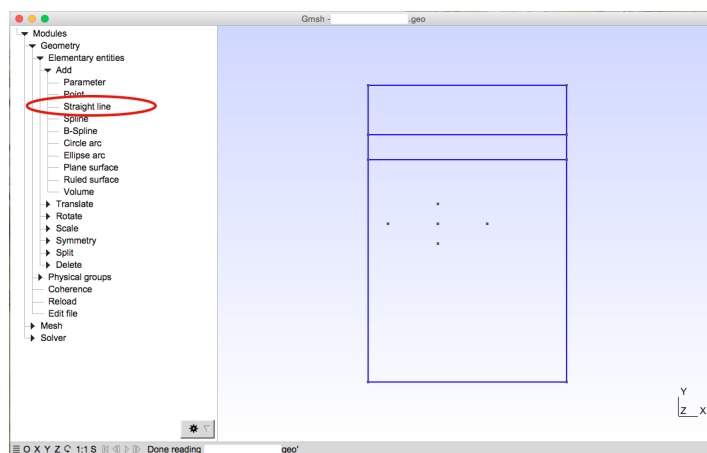 Gmsh - .geo
Modules
Geometry
Elementary entities
Add
Parameter
Point
Straight line
Spline
B-Spline
Circle arc
Ellipse arc
Plane surface
Ruled surface
Volume
Translate
Rotate
Scale
Symmetry
Split
Delete
Physical groups
Coherence
Reload
Edit file
Mesh
Solver
Y
Z X
O X Y Z 1:1 S Done reading geo'